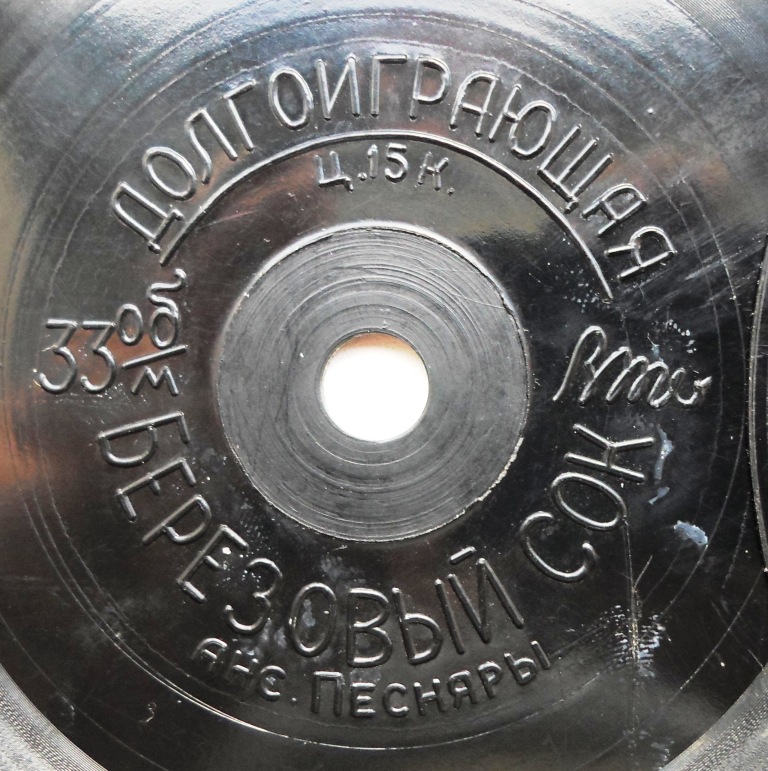 ДОЛГОИГРАЮЩАЯ
Ц.15 К.
33 об/м
БЕРЕЗОВЫЙ СОК
АНС. ПЕСНЯРЫ